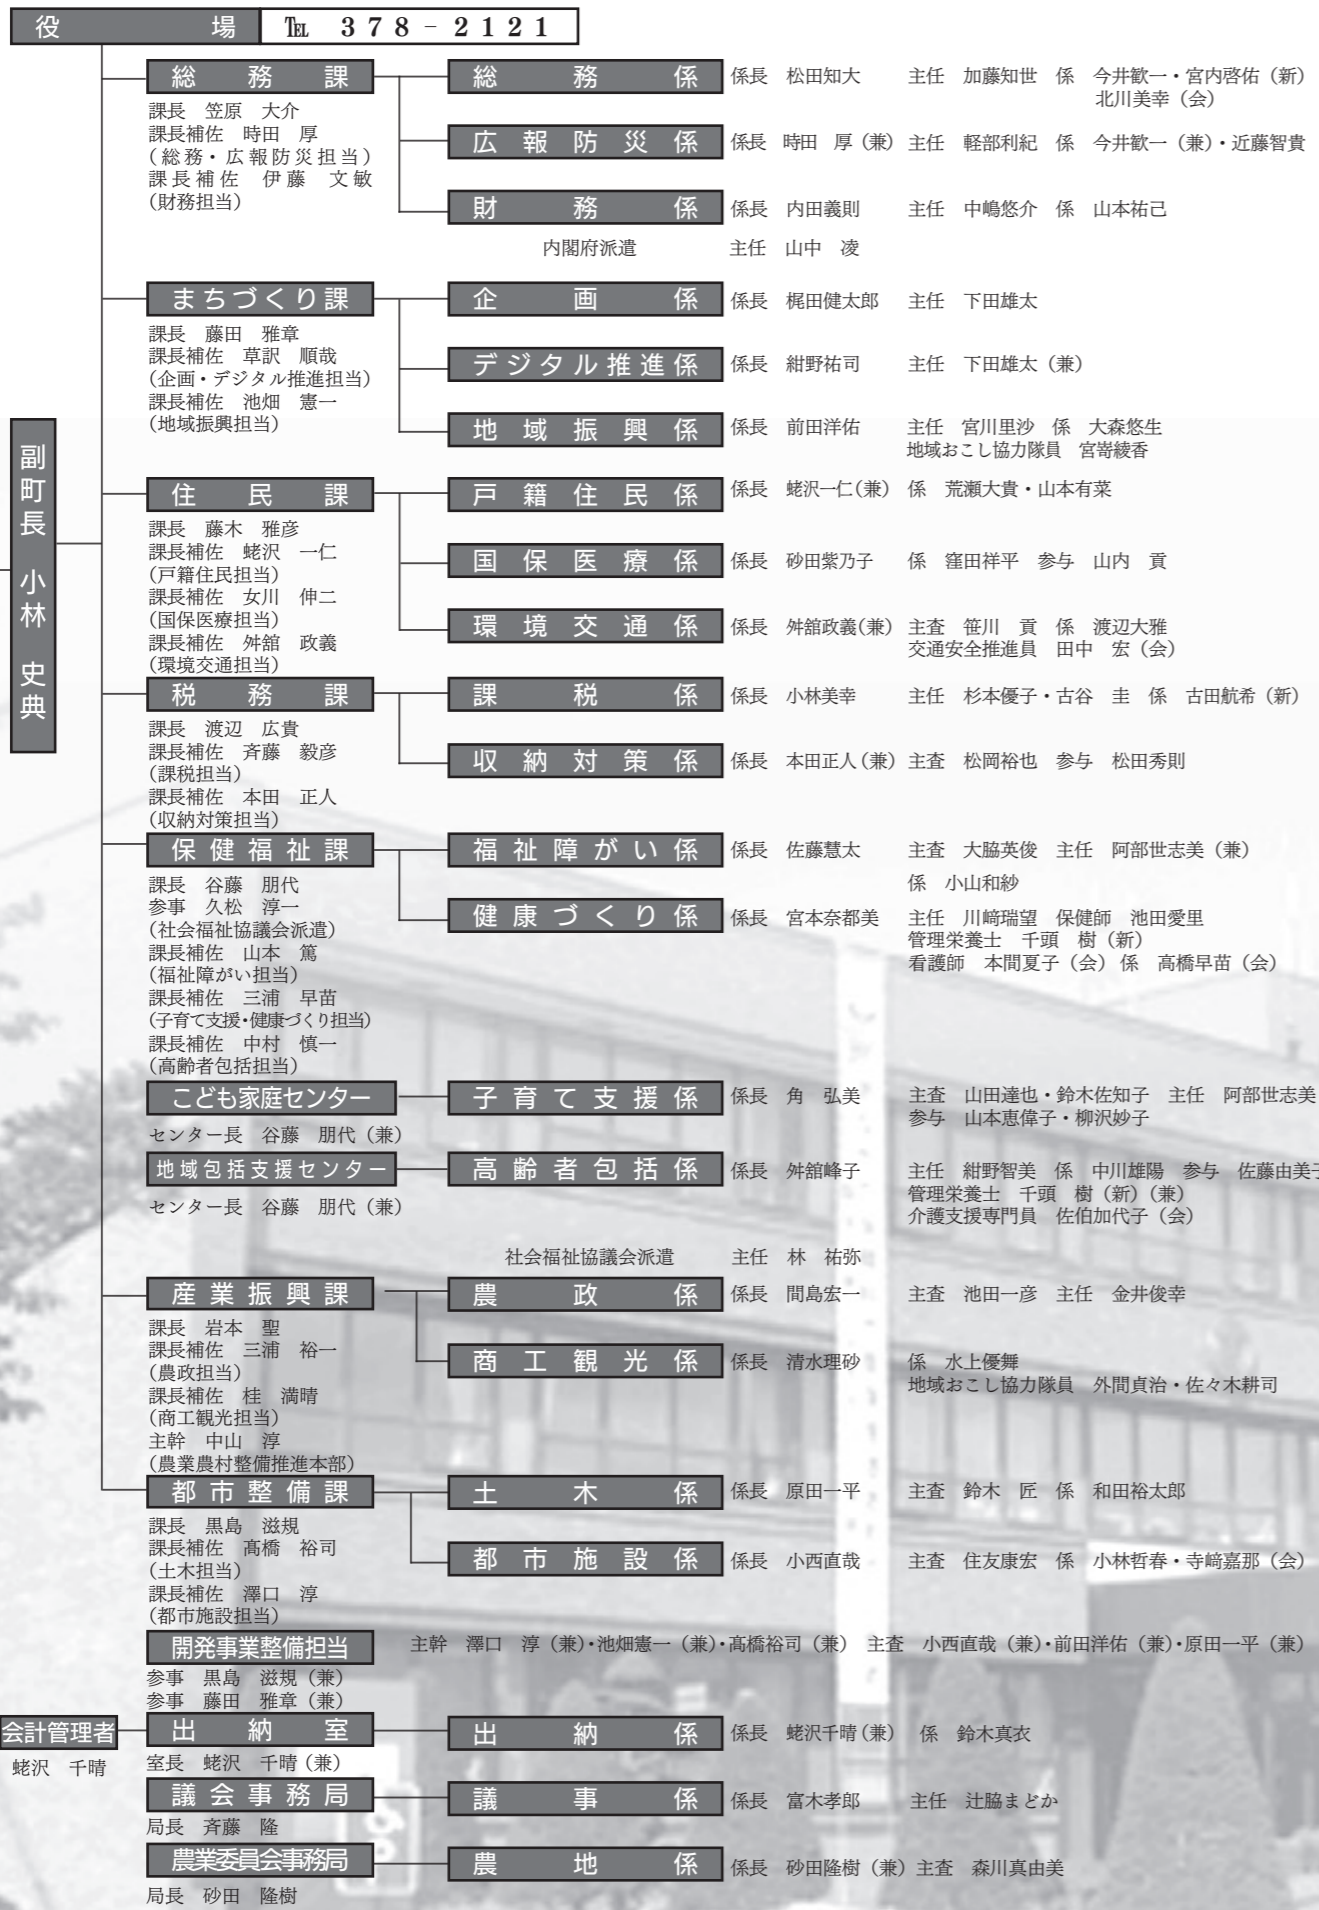 役場 ℡ 378-2121
副町長 小林 史典
総務課
課長 笠原 大介
課長補佐 時田 厚
(総務・広報防災担当)
課長補佐 伊藤 文敏
(財務担当)
総務係 係長 松田知大 主任 加藤知世 係 今井歓一・宮内啓佑(新)
北川美幸(会)
広報防災係 係長 時田 厚(兼) 主任 軽部利紀 係 今井歓一(兼)・近藤智貴
財務係 係長 内田義則 主任 中嶋悠介 係 山本祐己
内閣府派遣 主任 山中 凌
まちづくり課
課長 藤田 雅章
課長補佐 草訳 順哉
(企画・デジタル推進担当)
課長補佐 池畑 憲一
(地域振興担当)
企画係 係長 梶田健太郎 主任 下田雄太
デジタル推進係 係長 紺野祐司 主任 下田雄太(兼)
地域振興係 係長 前田洋佑 主任 宮川里沙 係 大森悠生
地域おこし協力隊員 宮嵜綾香
住民課
課長 藤木 雅彦
課長補佐 蛯沢 一仁
(戸籍住民担当)
課長補佐 女川 伸二
(国保医療担当)
課長補佐 舛舘 政義
(環境交通担当)
戸籍住民係 係長 蛯沢一仁(兼) 係 荒瀬大貴・山本有菜
国保医療係 係長 砂田紫乃子 係 窪田祥平 参与 山内 貢
環境交通係 係長 舛舘政義(兼) 主査 笹川 貢 係 渡辺大雅
交通安全推進員 田中 宏(会)
税務課
課長 渡辺 広貴
課長補佐 斉藤 毅彦
(課税担当)
課長補佐 本田 正人
(収納対策担当)
課税係 係長 小林美幸 主任 杉本優子・古谷 圭 係 古田航希(新)
収納対策係 係長 本田正人(兼) 主査 松岡裕也 参与 松田秀則
保健福祉課
課長 谷藤 朋代
参事 久松 淳一
(社会福祉協議会派遣)
課長補佐 山本 篤
(福祉障がい担当)
課長補佐 三浦 早苗
(子育て支援・健康づくり担当)
課長補佐 中村 慎一
(高齢者包括担当)
福祉障がい係 係長 佐藤慧太 主査 大脇英俊 主任 阿部世志美(兼)
係 小山和紗
健康づくり係 係長 宮本奈都美 主任 川﨑瑞望 保健師 池田愛里
管理栄養士 千頭 樹(新)
看護師 本間夏子(会) 係 高橋早苗(会)
こども家庭センター
センター長 谷藤 朋代(兼)
子育て支援係 係長 角 弘美 主査 山田達也・鈴木佐知子 主任 阿部世志美
参与 山本恵偉子・柳沢妙子
地域包括支援センター
センター長 谷藤 朋代(兼)
高齢者包括係 係長 舛舘峰子 主任 紺野智美 係 中川雄陽 参与 佐藤由美子
管理栄養士 千頭 樹(新)(兼)
介護支援専門員 佐伯加代子(会)
社会福祉協議会派遣 主任 林 祐弥
産業振興課
課長 岩本 聖
課長補佐 三浦 裕一
(農政担当)
課長補佐 桂 満晴
(商工観光担当)
主幹 中山 淳
(農業農村整備推進本部)
農政係 係長 間島宏一 主査 池田一彦 主任 金井俊幸
商工観光係 係長 清水理砂 係 水上優舞
地域おこし協力隊員 外間貞治・佐々木耕司
都市整備課
課長 黒島 滋規
課長補佐 髙橋 裕司
(土木担当)
課長補佐 澤口 淳
(都市施設担当)
土木係 係長 原田一平 主査 鈴木 匠 係 和田裕太郎
都市施設係 係長 小西直哉 主査 住友康宏 係 小林哲春・寺﨑嘉那(会)
開発事業整備担当 主幹 澤口 淳(兼)・池畑憲一(兼)・髙橋裕司(兼) 主査 小西直哉(兼)・前田洋佑(兼)・原田一平(兼)
参事 黒島 滋規(兼)
参事 藤田 雅章(兼)
会計管理者
蛯沢 千晴
出納室
室長 蛯沢 千晴(兼)
出納係 係長 蛯沢千晴(兼) 係 鈴木真衣
議会事務局
局長 斉藤 隆
議事係 係長 富木孝郎 主任 辻脇まどか
農業委員会事務局
局長 砂田 隆樹
農地係 係長 砂田隆樹(兼) 主査 森川真由美